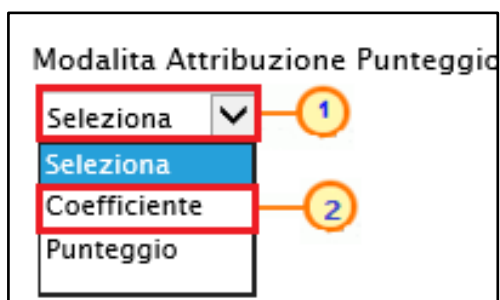 Modalita Attribuzione Punteggio
Seleziona 1
Seleziona
Coefficiente 2
Punteggio